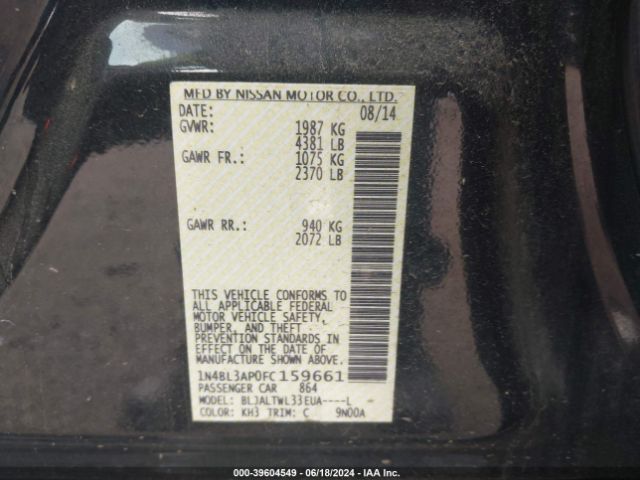 MFD BY NISSAN MOTOR CO., LTD.
DATE: 08/14
GVWR: 1987 KG
4381 LB
GAWR FR.: 1075 KG
2370 LB
GAWR RR.: 940 KG
2072 LB
THIS VEHICLE CONFORMS TO
ALL APPLICABLE FEDERAL
MOTOR VEHICLE SAFETY,
BUMPER, AND THEFT
PREVENTION STANDARDS IN
EFFECT ON THE DATE OF
MANUFACTURE SHOWN ABOVE.
1N4BL3AP0FC159661
PASSENGER CAR 864
MODEL: BLJALTWL33EUA----L
COLOR: KH3 TRIM: C 9N00A
000-39604549 - 06/18/2024 - IAA Inc.